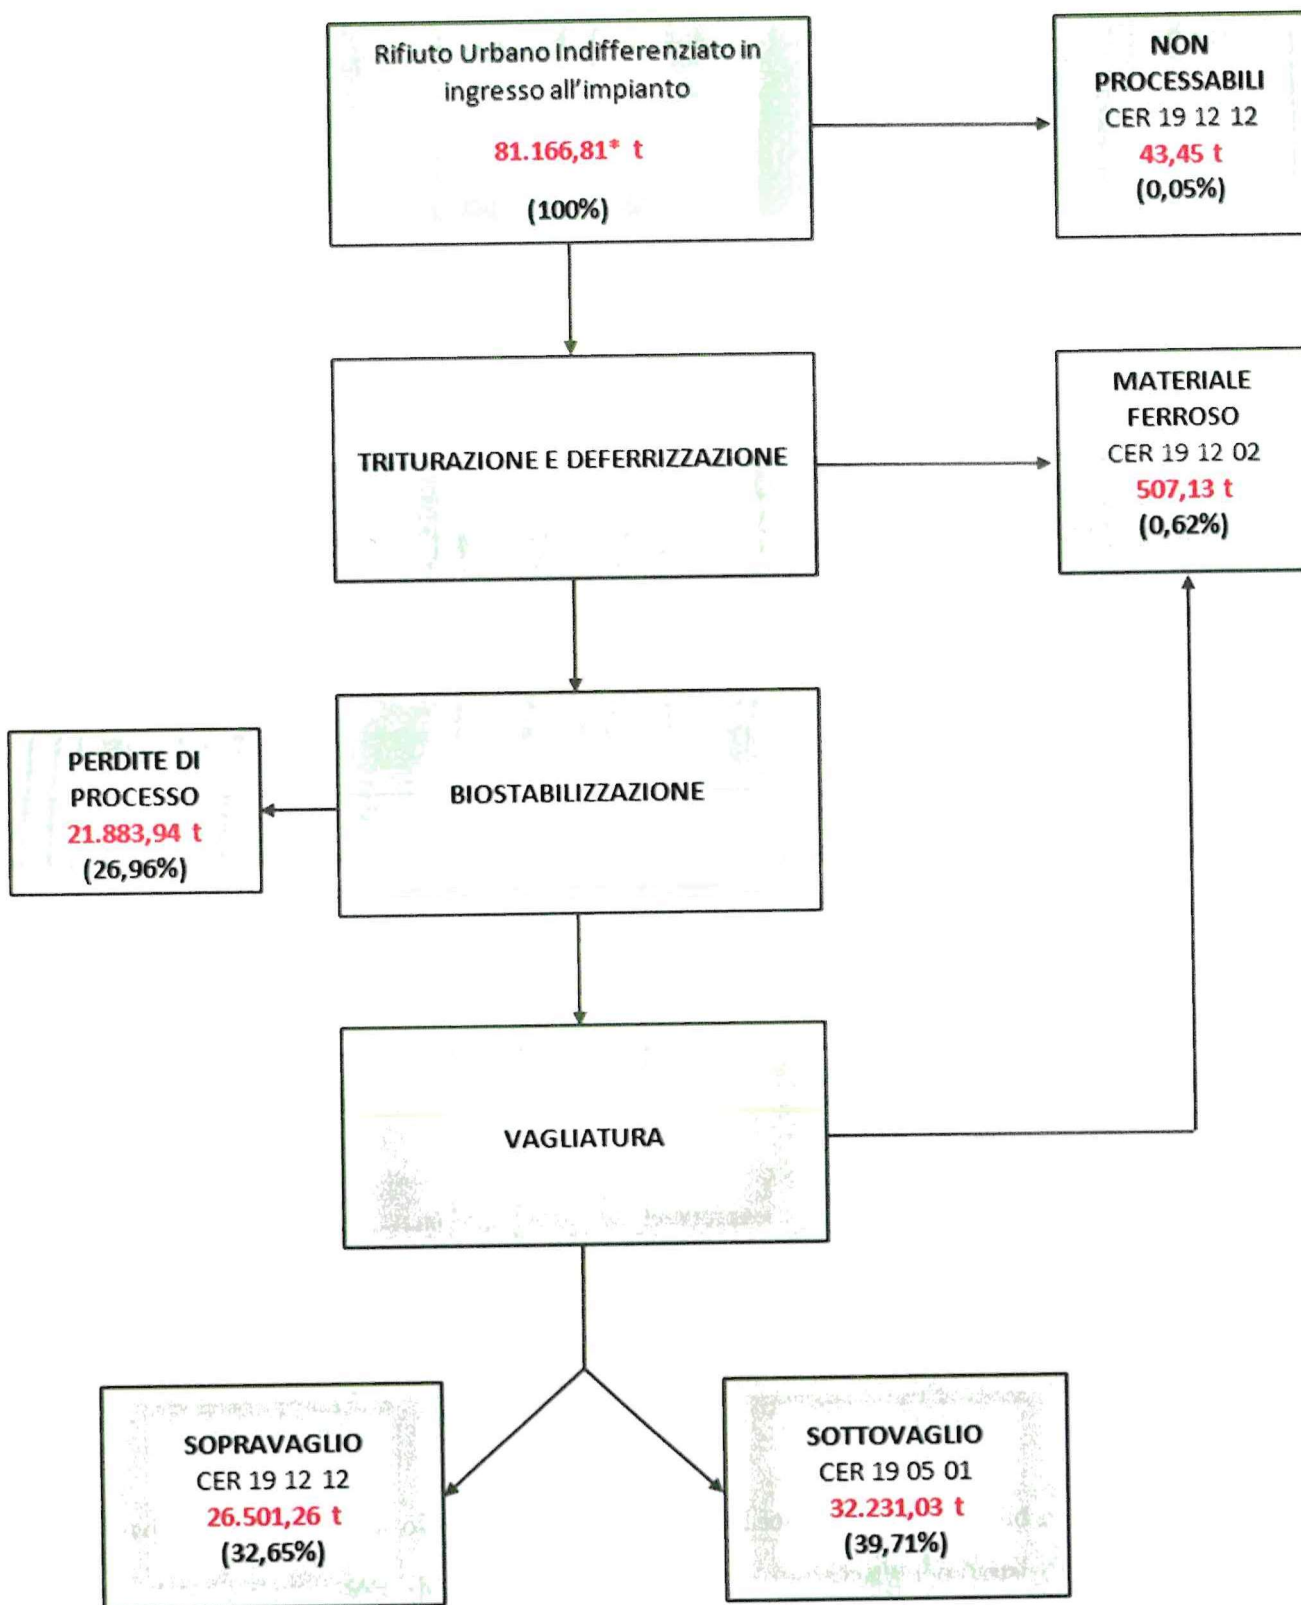 Rifiuto Urbano Indifferenziato in
ingresso all'impianto
81.166,81* t
(100%)
NON
PROCESSABILI
CER 19 12 12
43,45 t
(0,05%)
TRITURAZIONE E DEFERRIZZAZIONE
MATERIALE
FERROSO
CER 19 12 02
507,13 t
(0,62%)
PERDITE DI
PROCESSO
21.883,94 t
(26,96%)
BIOSTABILIZZAZIONE
VAGLIATURA
SOPRAVAGLIO
CER 19 12 12
26.501,26 t
(32,65%)
SOTTOVAGLIO
CER 19 05 01
32.231,03 t
(39,71%)